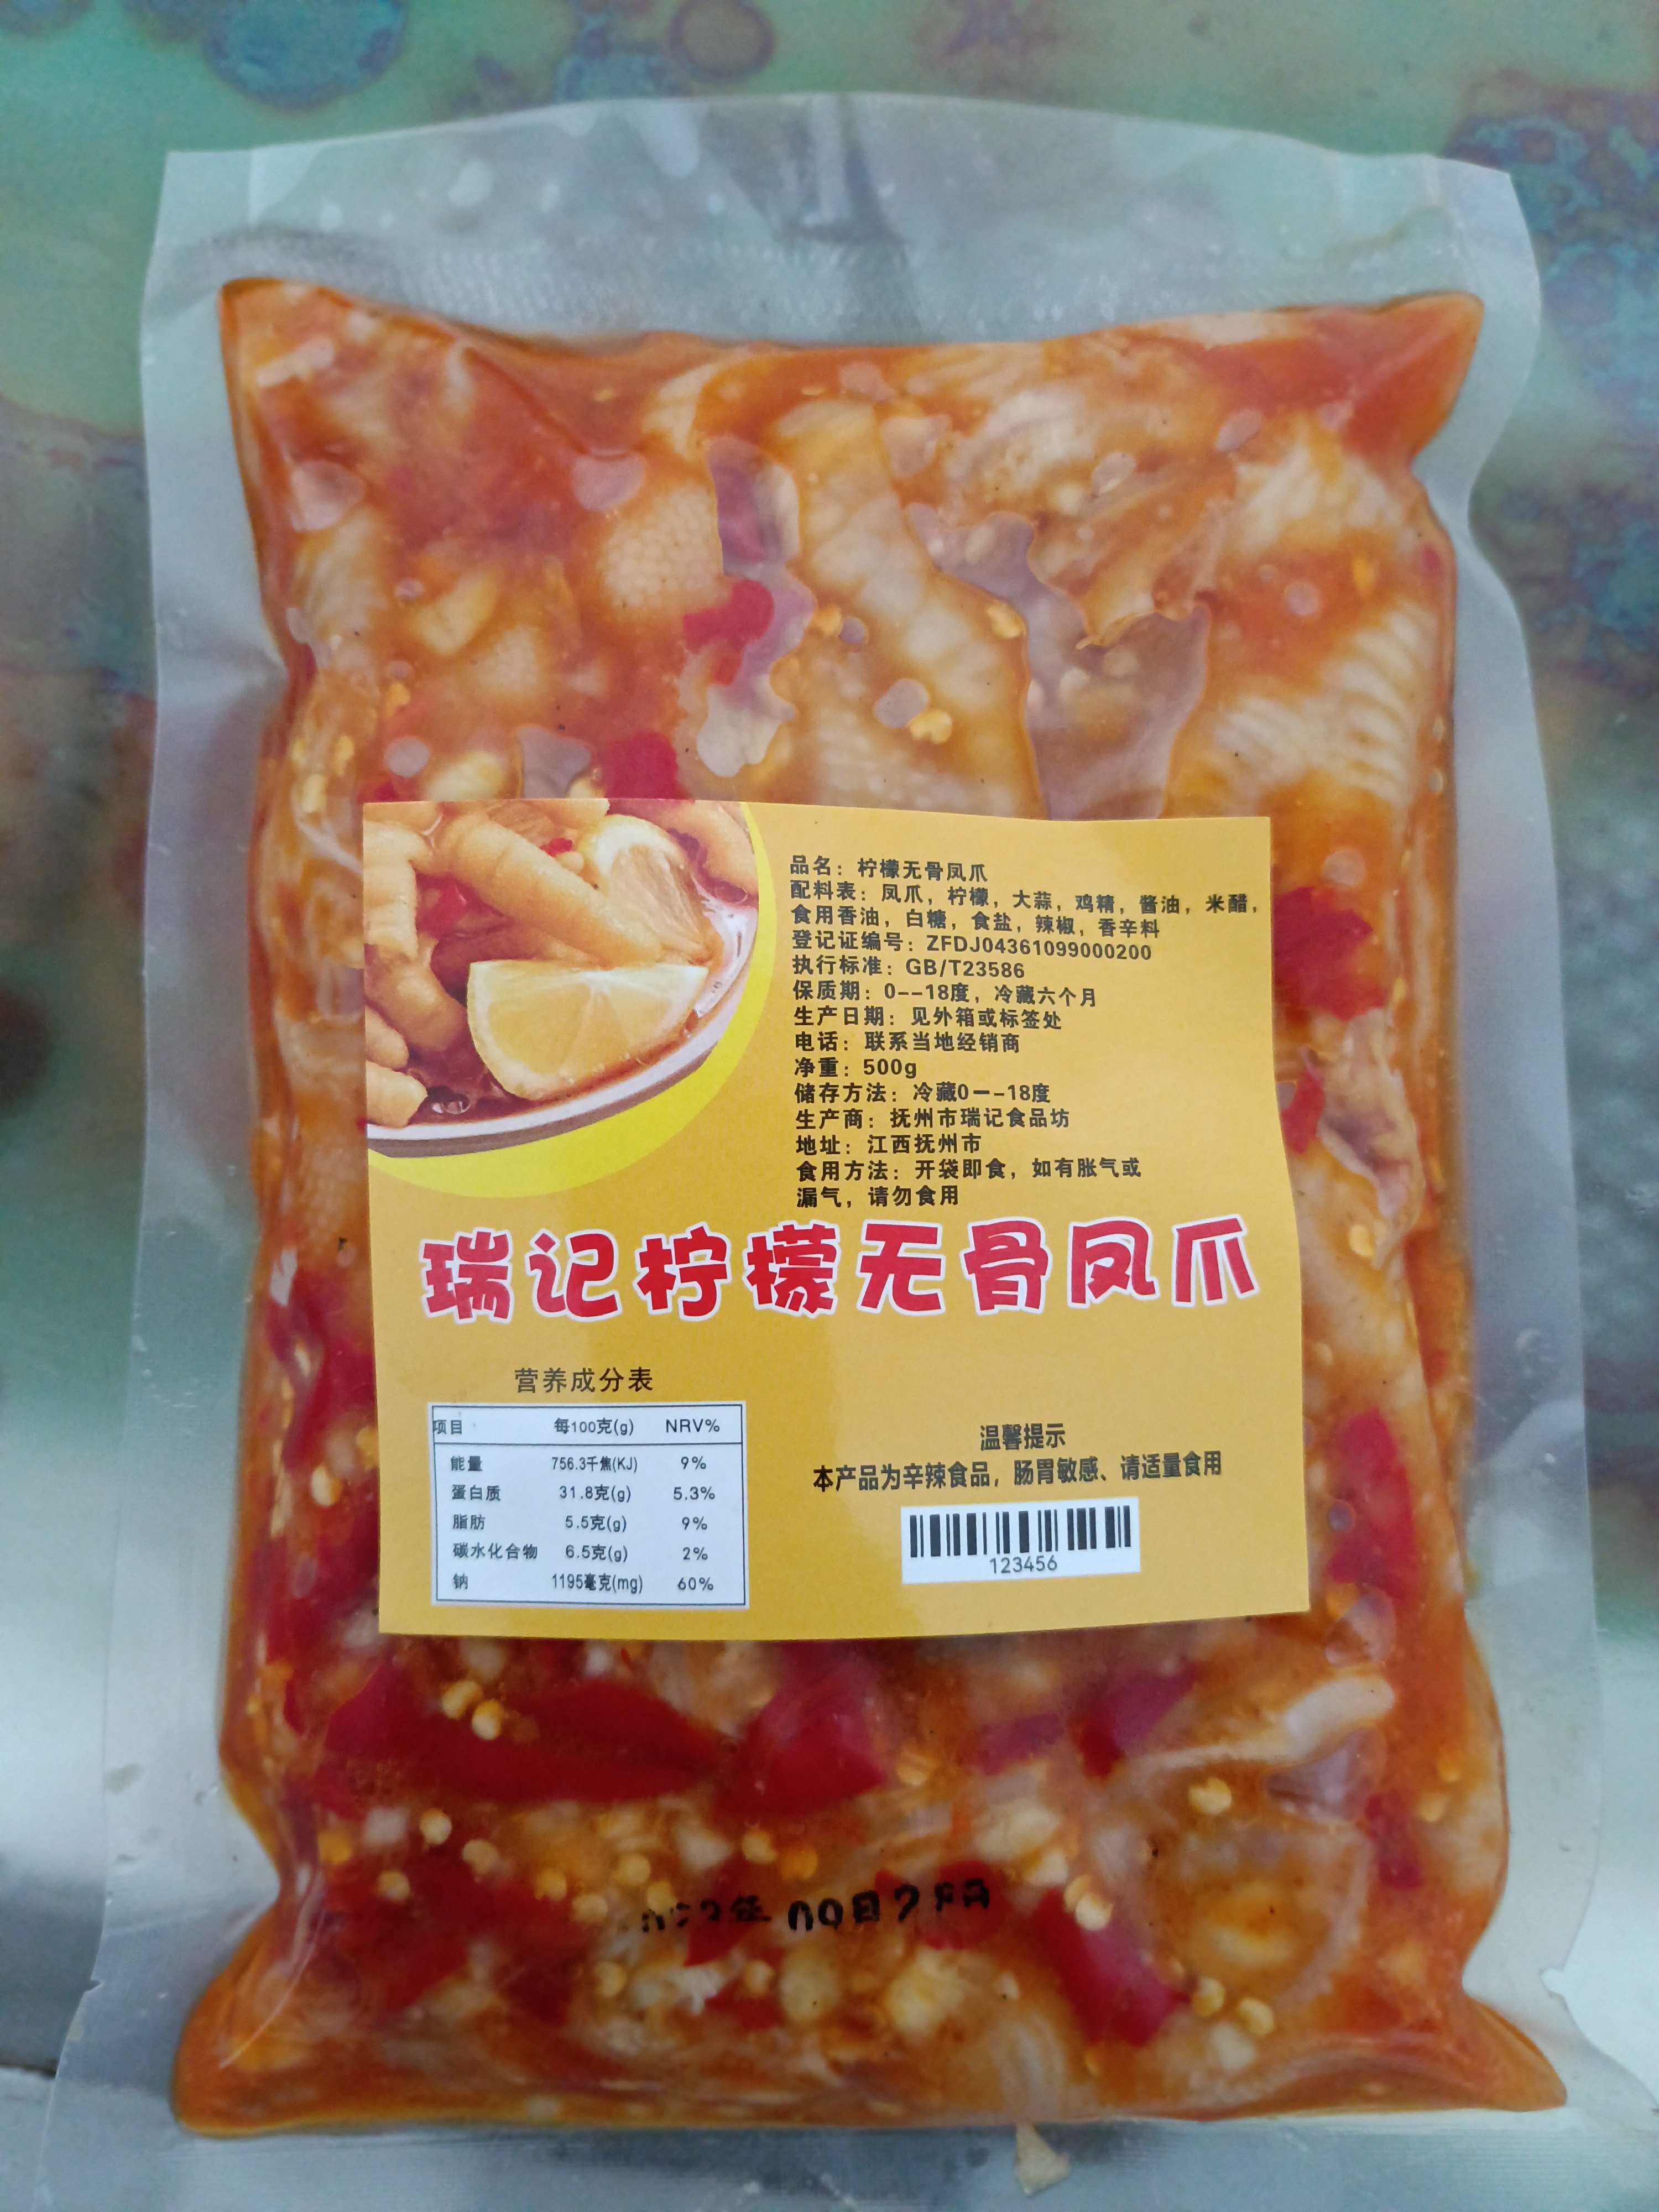 品名：柠檬无骨凤爪
配料表：凤爪，柠檬，大蒜，鸡精，酱油，米醋，
食用香油，白糖，食盐，辣椒，香辛料
登记证编号：ZFDJ04361099000200
执行标准：GB/T23586
保质期：0--18度，冷藏六个月
生产日期：见外箱或标签处
电话：联系当地经销商
净重：500g
储存方法：冷藏0一-18度
生产商：抚州市瑞记食品坊
地址：江西抚州市
食用方法：开袋即食，如有胀气或
漏气，请勿食用
瑞记柠檬无骨凤爪
营养成分表
项目 每100克(g) NRV%
能量 756.3千焦(KJ) 9%
蛋白质 31.8克(g) 5.3%
脂肪 5.5克(g) 9%
碳水化合物 6.5克(g) 2%
钠 1195毫克(mg) 60%
温馨提示
本产品为辛辣食品，肠胃敏感、请适量食用
123456